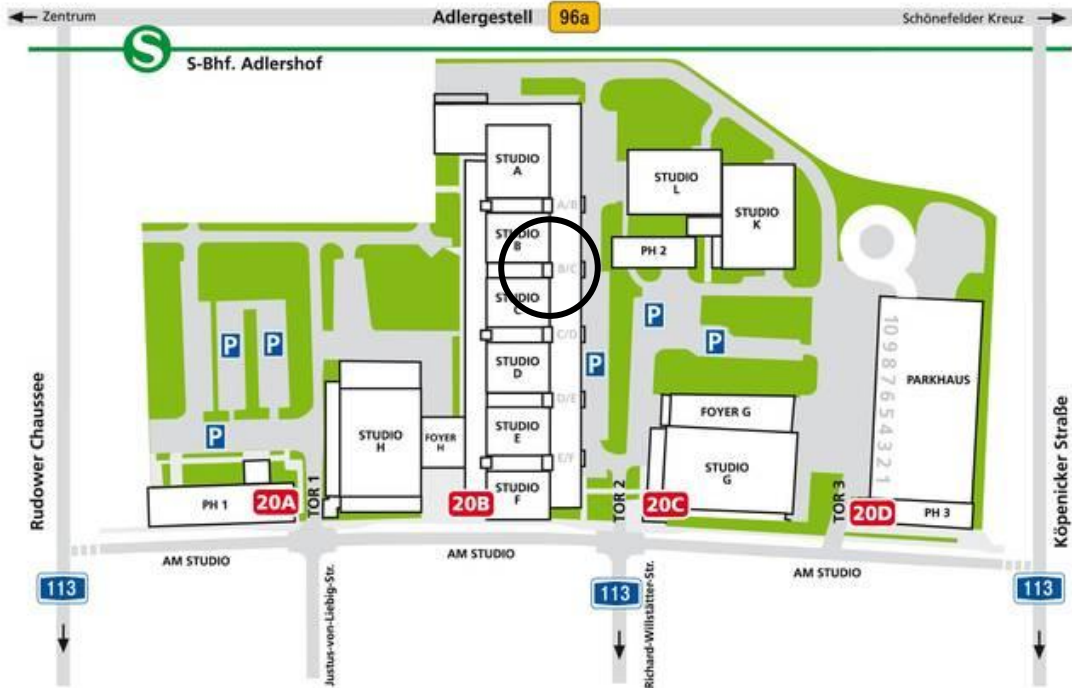 Zentrum
Adlergestell
96a
Schönefelder Kreuz
S
S-Bhf. Adlershof
STUDIO
A
A/B
STUDIO
B
B/C
STUDIO
C
C/D
STUDIO
D
D/E
STUDIO
E
E/F
STUDIO
F
STUDIO
L
STUDIO
K
PH 2
P
P
P
P
P
P
10 9 8 7 6 5 4 3 2 1
PARKHAUS
FOYER G
STUDIO
G
STUDIO
H
FOYER
H
PH 1
20A
TOR 1
20B
TOR 2
20C
TOR 3
20D
PH 3
Rudower Chaussee
Köpenicker Straße
AM STUDIO
AM STUDIO
AM STUDIO
113
Justus-von-Liebig-Str.
113
Richard-Willstätter-Str.
113